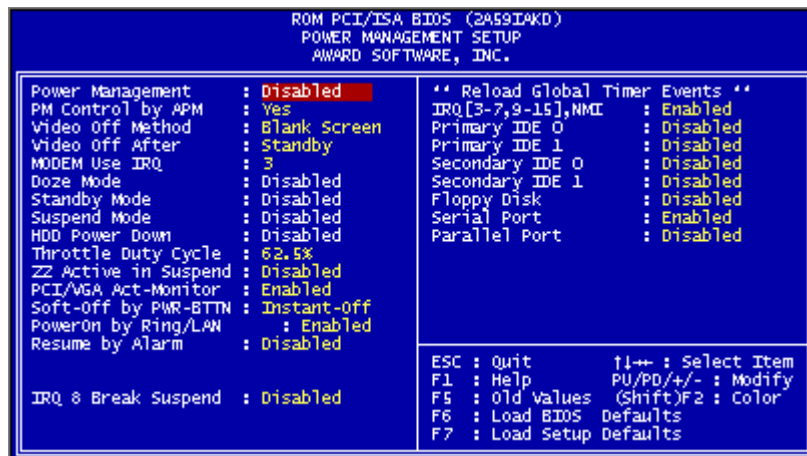 ROM PCI/ISA BIOS (2A59IAKD)
POWER MANAGEMENT SETUP
AWARD SOFTWARE, INC.
Power Management : Disabled
PM Control by APM : Yes
Video Off Method : Blank Screen
Video Off After : Standby
MODEM Use IRQ : 3
Doze Mode : Disabled
Standby Mode : Disabled
Suspend Mode : Disabled
HDD Power Down : Disabled
Throttle Duty Cycle : 62.5%
ZZ Active in Suspend : Disabled
PCI/VGA Act-Monitor : Enabled
Soft-Off by PWR-BTTN : Instant-Off
PowerOn by Ring/LAN : Enabled
Resume by Alarm : Disabled
IRQ 8 Break Suspend : Disabled
** Reload Global Timer Events **
IRQ[3-7,9-15],NMI : Enabled
Primary IDE 0 : Disabled
Primary IDE 1 : Disabled
Secondary IDE 0 : Disabled
Secondary IDE 1 : Disabled
Floppy Disk : Disabled
Serial Port : Enabled
Parallel Port : Disabled
ESC : Quit ↑↓→← : Select Item
F1 : Help PU/PD/+/- : Modify
F5 : Old Values (Shift)F2 : Color
F6 : Load BIOS Defaults
F7 : Load Setup Defaults